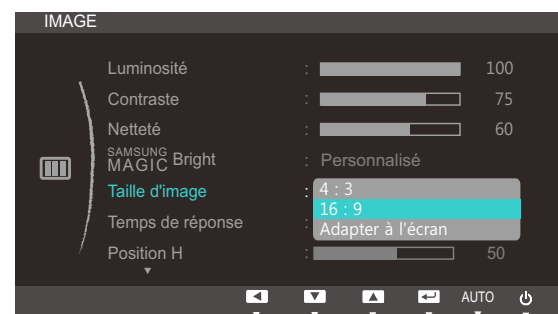 IMAGE
Luminosité : 100
Contraste : 75
Netteté : 60
SAMSUNG MAGIC Bright : Personnalisé
Taille d'image : 4 : 3
16 : 9
Temps de réponse : Adapter à l'écran
Position H : 50
AUTO